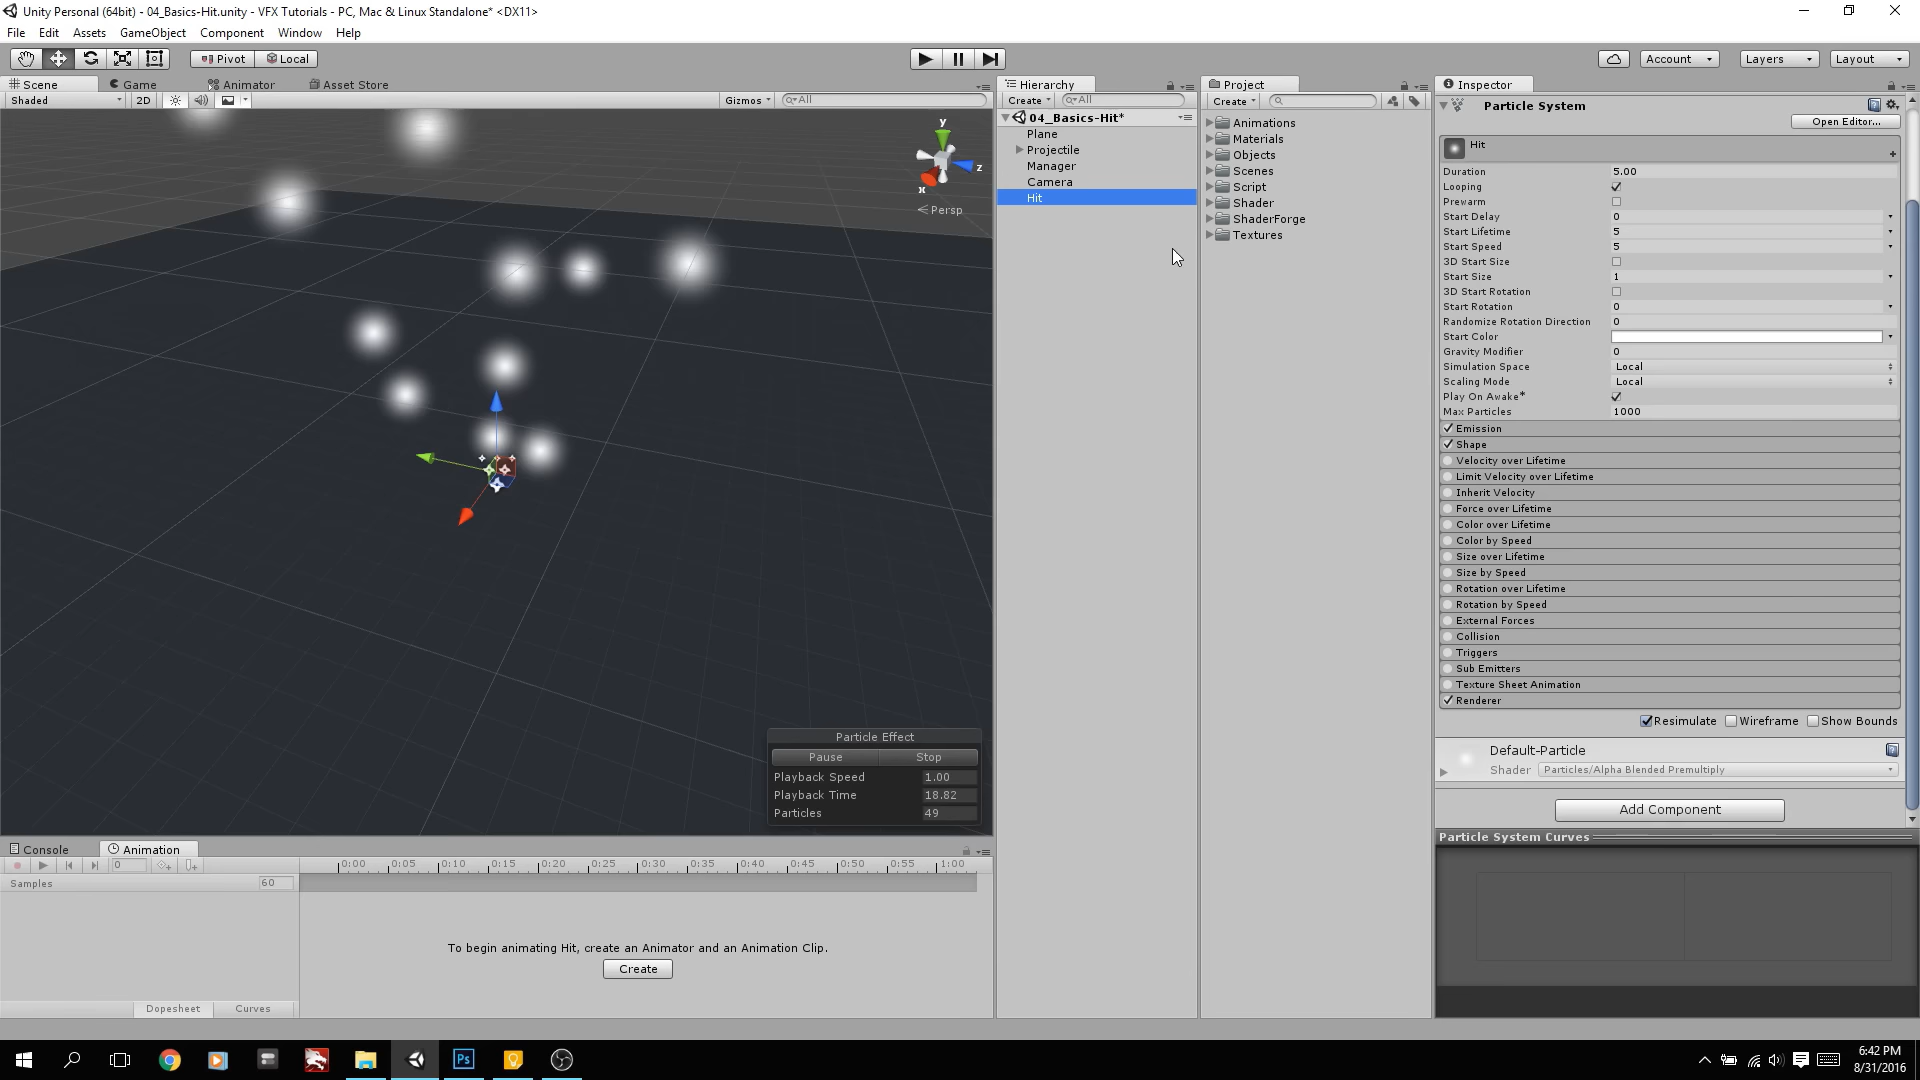 Unity Personal (64bit) - 04_Basics-Hit.unity - VFX Tutorials - PC, Mac & Linux Standalone* <DX11>
File Edit Assets GameObject Component Window Help
Pivot Local
Account Layers Layout
Scene Game Animator Asset Store
Shaded 2D Gizmos All
y
z
x
Persp
Particle Effect
Pause Stop
Playback Speed 1.00
Playback Time 18.82
Particles 49
Hierarchy
Create All
04_Basics-Hit*
Plane
Projectile
Manager
Camera
Hit
Project
Create
Animations
Materials
Objects
Scenes
Script
Shader
ShaderForge
Textures
Inspector
Particle System
Open Editor...
Hit
Duration 5.00
Looping
Prewarm
Start Delay 0
Start Lifetime 5
Start Speed 5
3D Start Size
Start Size 1
3D Start Rotation
Start Rotation 0
Randomize Rotation Direction 0
Start Color
Gravity Modifier 0
Simulation Space Local
Scaling Mode Local
Play On Awake*
Max Particles 1000
Emission
Shape
Velocity over Lifetime
Limit Velocity over Lifetime
Inherit Velocity
Force over Lifetime
Color over Lifetime
Color by Speed
Size over Lifetime
Size by Speed
Rotation over Lifetime
Rotation by Speed
External Forces
Collision
Triggers
Sub Emitters
Texture Sheet Animation
Renderer
Resimulate Wireframe Show Bounds
Default-Particle
Shader Particles/Alpha Blended Premultiply
Add Component
Particle System Curves
Console Animation
0 0:00 0:05 0:10 0:15 0:20 0:25 0:30 0:35 0:40 0:45 0:50 0:55 1:00
Samples 60
To begin animating Hit, create an Animator and an Animation Clip.
Create
Dopesheet Curves
Ps
6:42 PM
8/31/2016